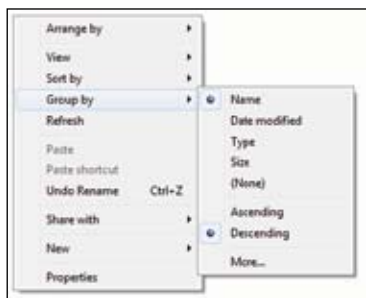 Arrange by
View
Sort by
Group by
Refresh
Paste
Paste shortcut
Undo Rename Ctrl+Z
Share with
New
Properties
Name
Date modified
Type
Size
(None)
Ascending
Descending
More...